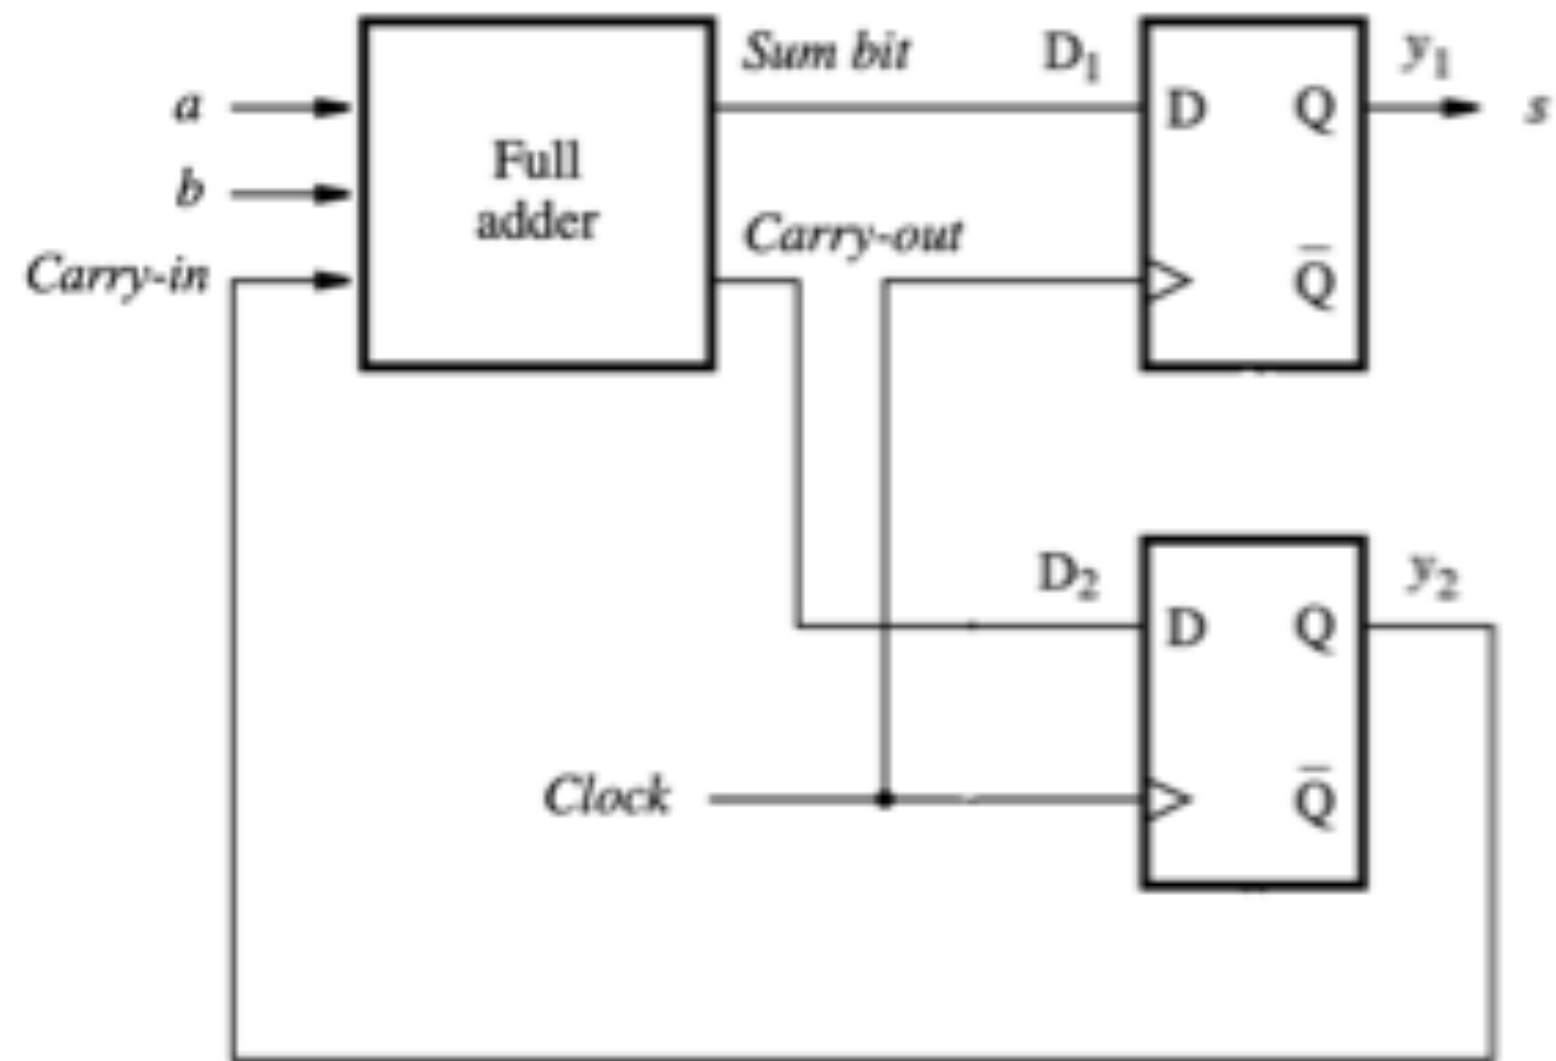 Sum bit
D₁
y₁
a
D
Q
s
Full
adder
b
Carry-out
Carry-in
Q̅
D₂
y₂
D
Q
Clock
Q̅